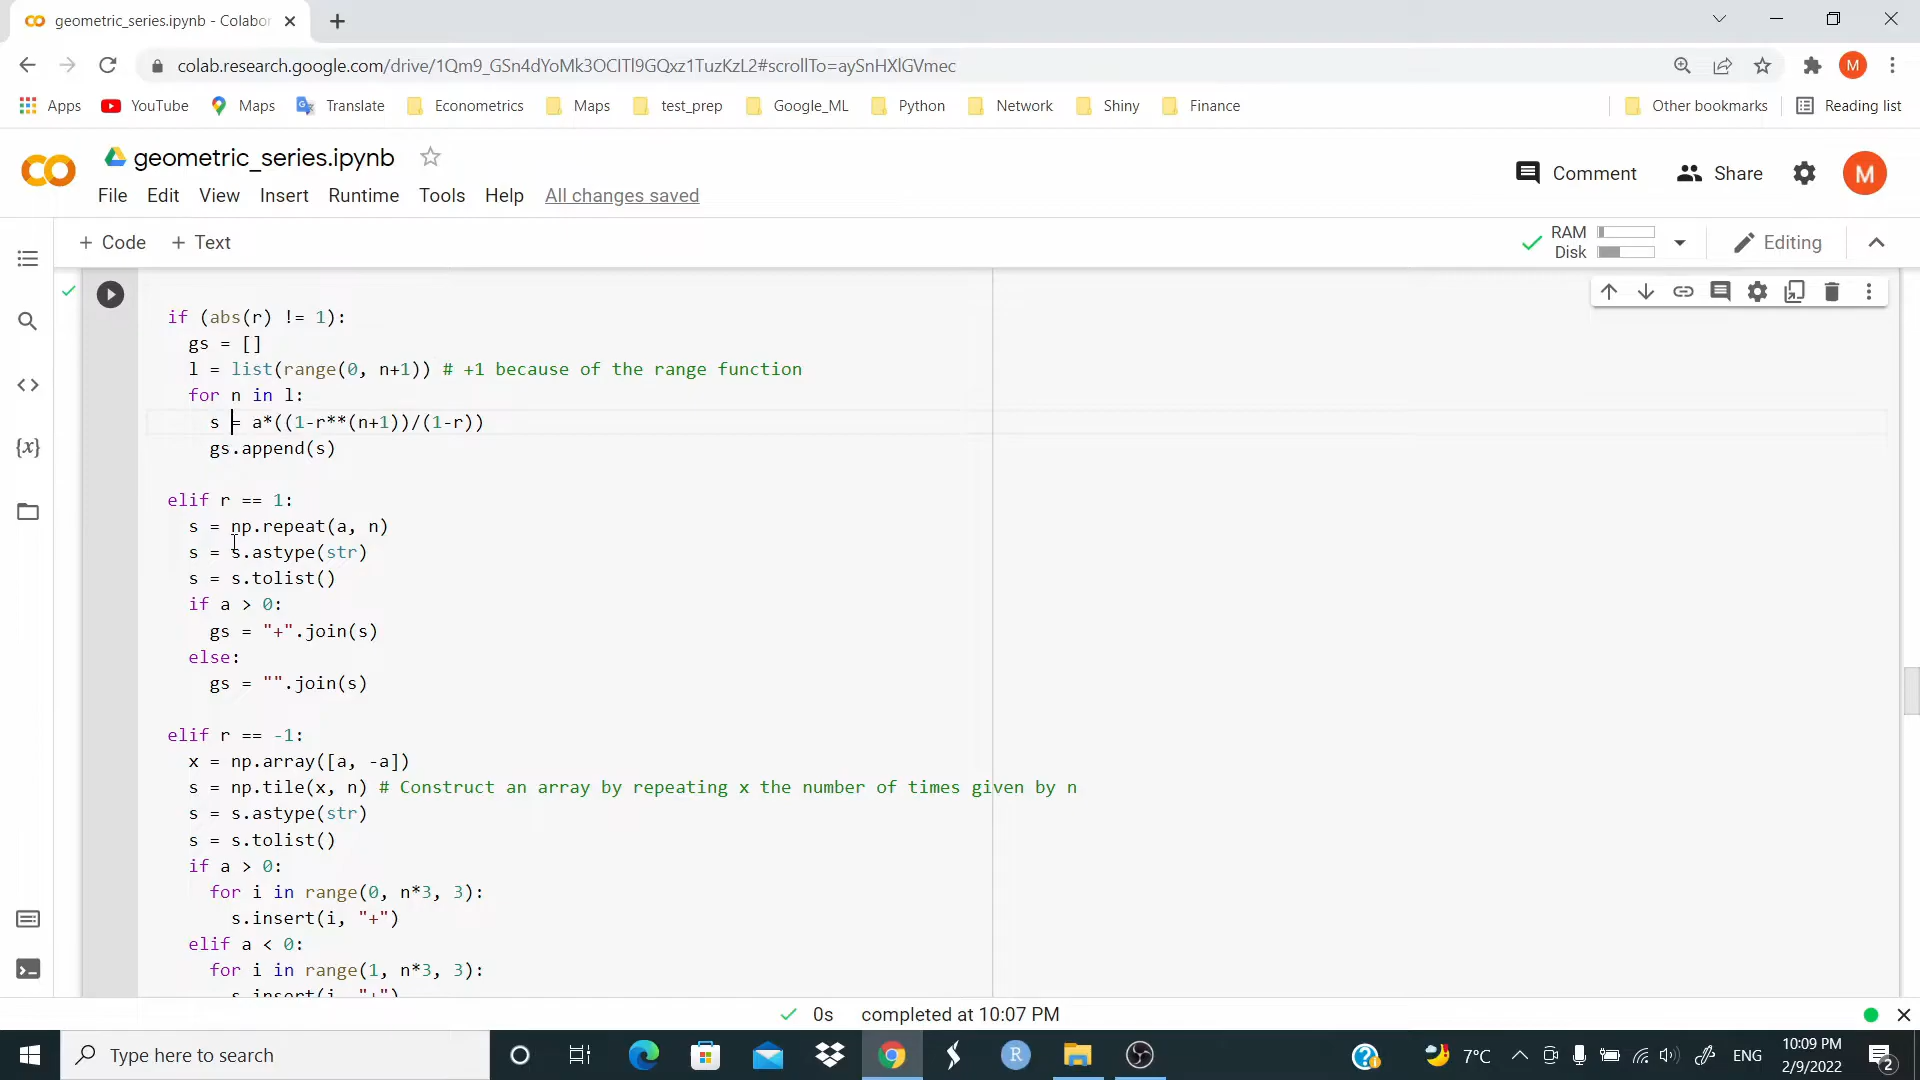 geometric_series.ipynb - Colabor
colab.research.google.com/drive/1Qm9_GSn4dYoMk3OCITl9GQxz1TuzKzL2#scrollTo=aySnHXlGVmec
M
Apps YouTube Maps Translate Econometrics Maps test_prep Google_ML Python Network Shiny Finance Other bookmarks Reading list
geometric_series.ipynb
File Edit View Insert Runtime Tools Help All changes saved
Comment Share M
+ Code + Text
RAM
Disk
Editing
if (abs(r) != 1):
gs = []
l = list(range(0, n+1)) # +1 because of the range function
for n in l:
s = a*((1-r**(n+1))/(1-r))
gs.append(s)
elif r == 1:
s = np.repeat(a, n)
s = s.astype(str)
s = s.tolist()
if a > 0:
gs = "+".join(s)
else:
gs = "".join(s)
elif r == -1:
x = np.array([a, -a])
s = np.tile(x, n) # Construct an array by repeating x the number of times given by n
s = s.astype(str)
s = s.tolist()
if a > 0:
for i in range(0, n*3, 3):
s.insert(i, "+")
elif a < 0:
for i in range(1, n*3, 3):
s.insert(i, "+")
0s completed at 10:07 PM
Type here to search
R
7°C
ENG
10:09 PM
2/9/2022
2